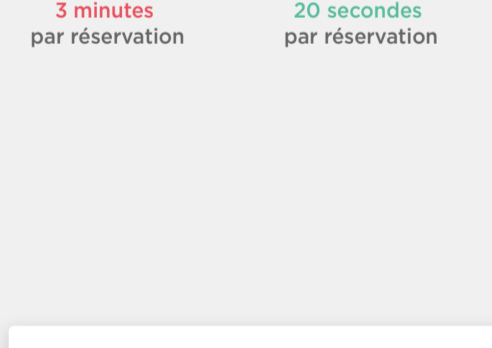 3 minutes
par réservation
20 secondes
par réservation